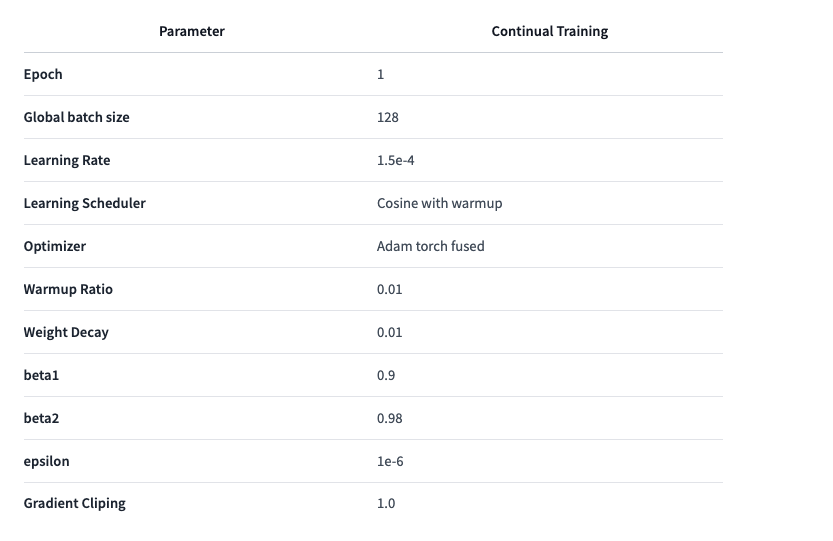 Parameter Continual Training
Epoch 1
Global batch size 128
Learning Rate 1.5e-4
Learning Scheduler Cosine with warmup
Optimizer Adam torch fused
Warmup Ratio 0.01
Weight Decay 0.01
beta1 0.9
beta2 0.98
epsilon 1e-6
Gradient Cliping 1.0